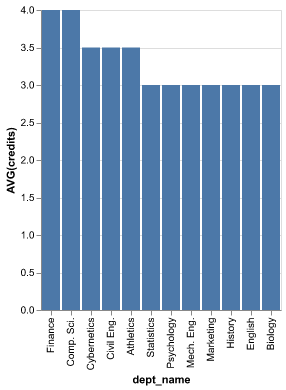 4.0
3.5
3.0
2.5
2.0
1.5
1.0
0.5
0.0
AVG(credits)
Finance
Comp. Sci.
Cybernetics
Civil Eng.
Athletics
Statistics
Psychology
Mech. Eng.
Marketing
History
English
Biology
dept_name